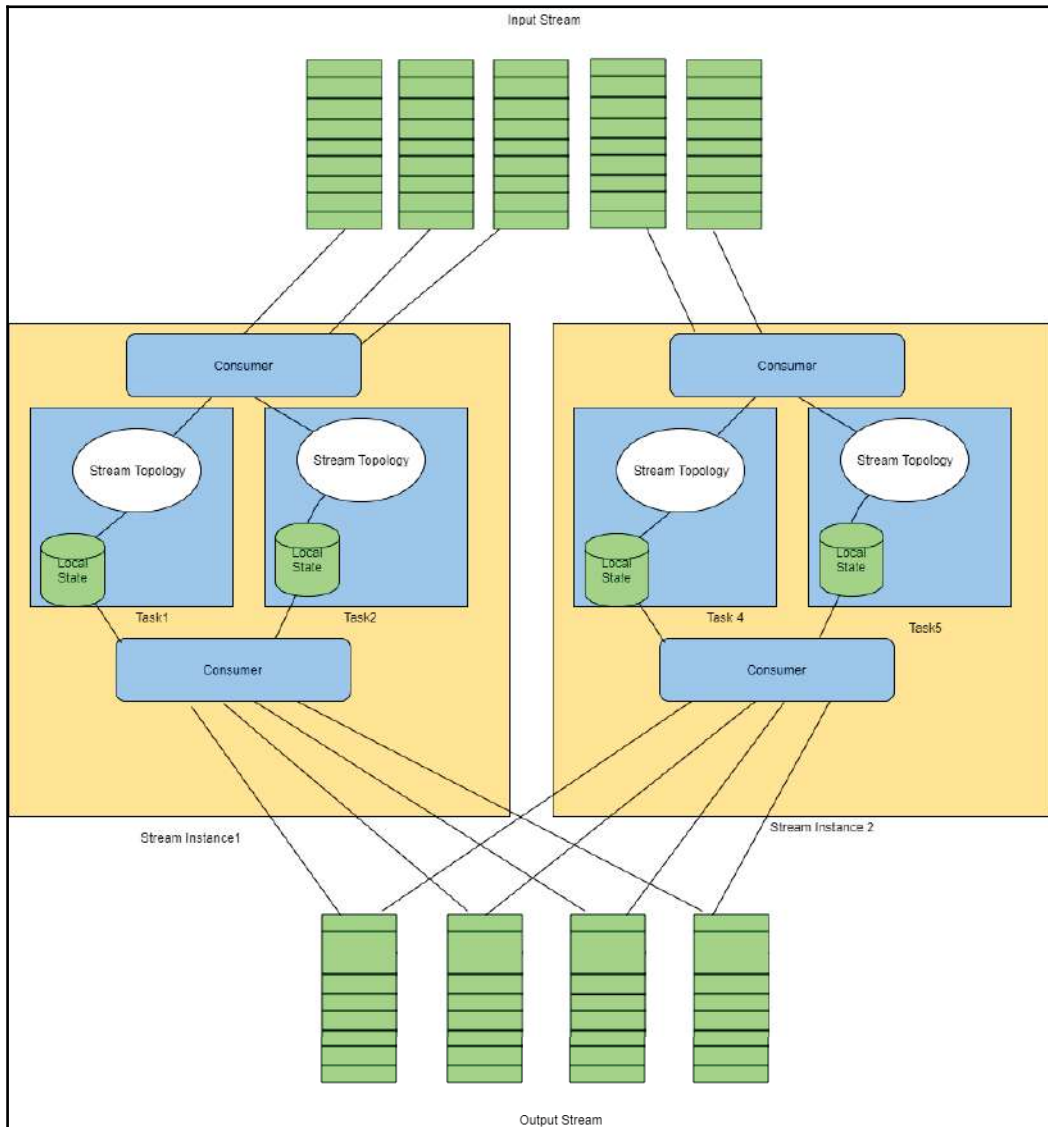 Input Stream
Consumer
Stream Topology
Stream Topology
Local
State
Local
State
Task1
Task2
Consumer
Stream Instance1
Consumer
Stream Topology
Stream Topology
Local
State
Local
State
Task 4
Task5
Consumer
Stream Instance 2
Output Stream